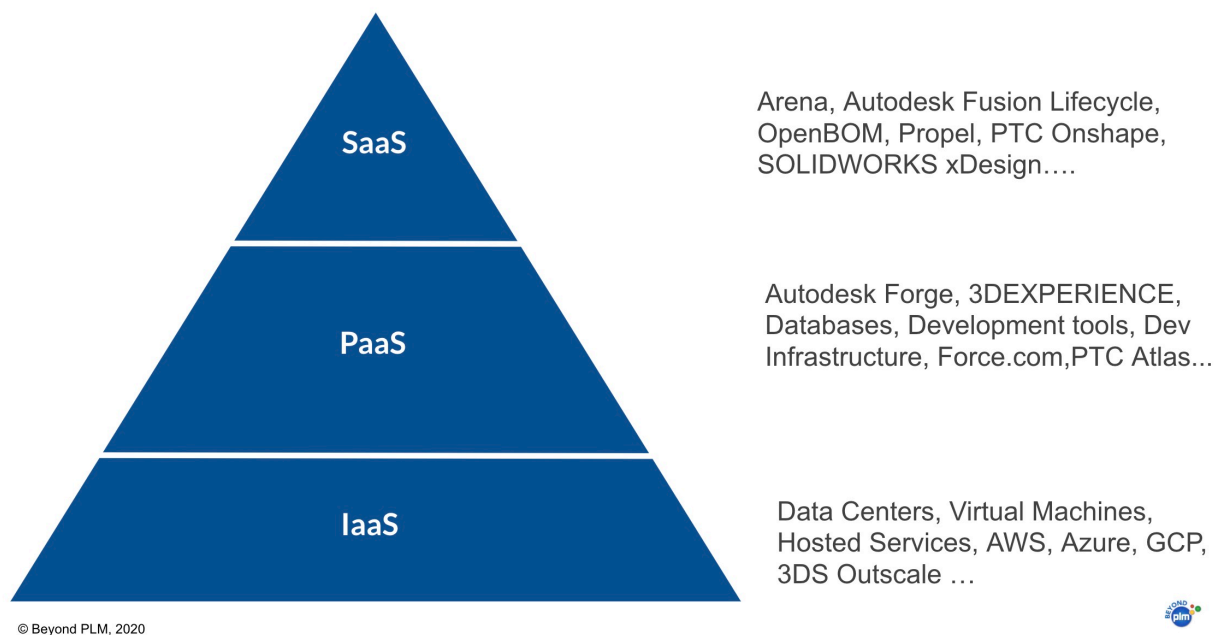 SaaS
Arena, Autodesk Fusion Lifecycle,
OpenBOM, Propel, PTC Onshape,
SOLIDWORKS xDesign….
PaaS
Autodesk Forge, 3DEXPERIENCE,
Databases, Development tools, Dev
Infrastructure, Force.com,PTC Atlas...
IaaS
Data Centers, Virtual Machines,
Hosted Services, AWS, Azure, GCP,
3DS Outscale …
BEYOND
plm
© Beyond PLM, 2020